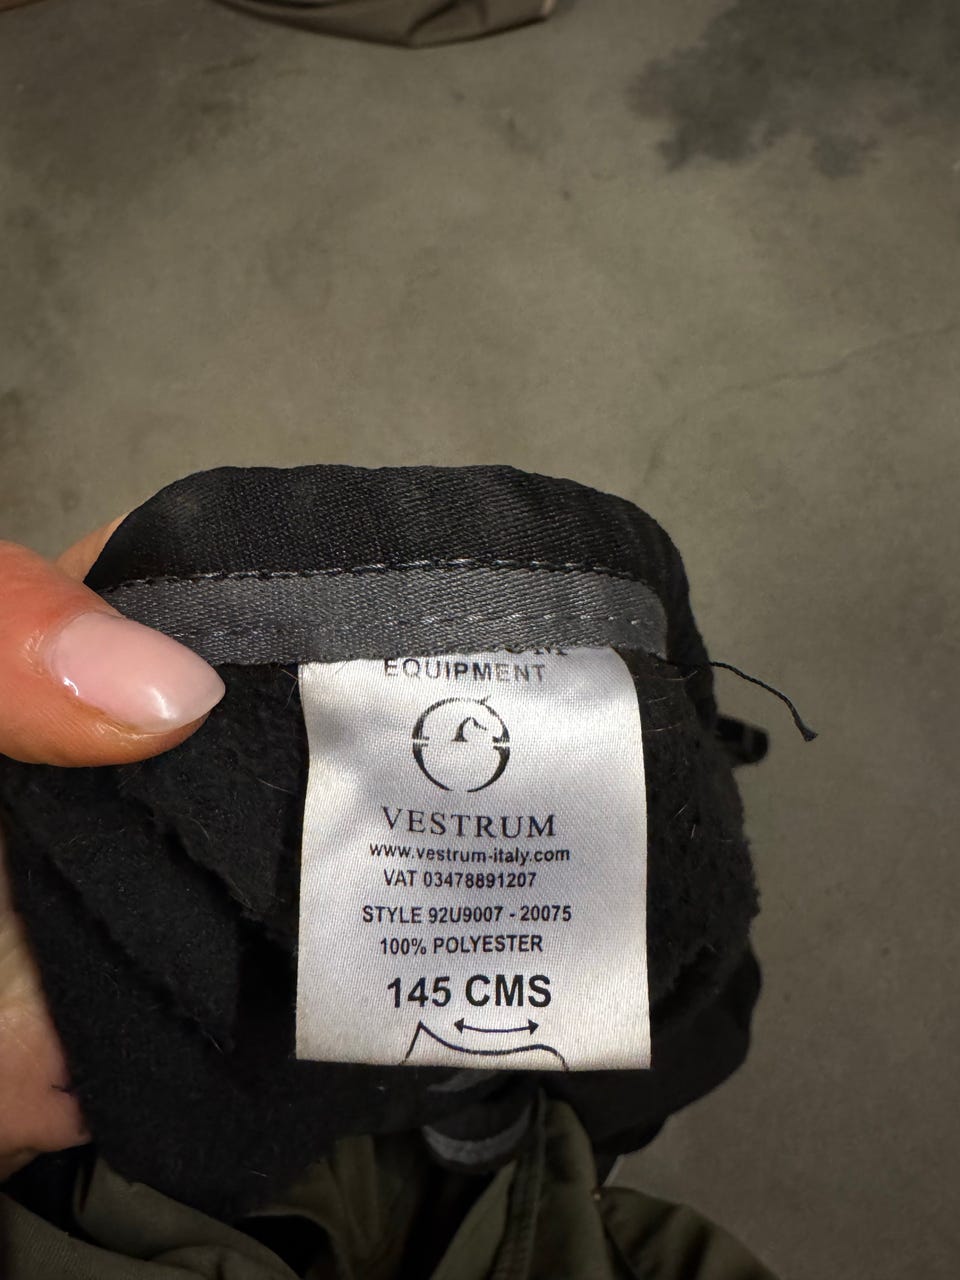 EQUIPMENT
VESTRUM
www.vestrum-italy.com
VAT 03478891207
STYLE 92U9007 - 20075
100% POLYESTER
145 CMS